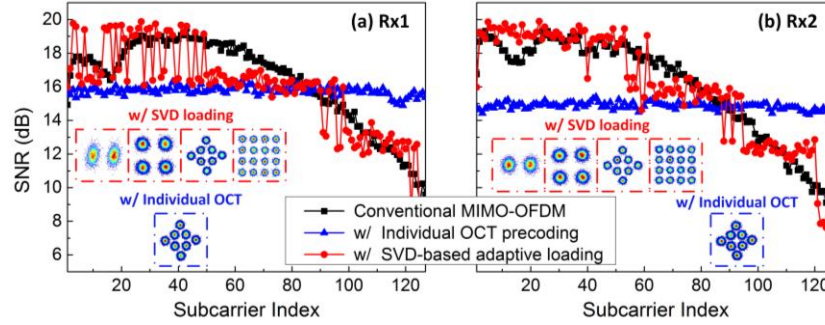 (a) Rx1
(b) Rx2
20
18
16
14
12
10
8
6
SNR (dB)
w/ SVD loading
w/ Individual OCT
w/ SVD loading
w/ Individual OCT
Conventional MIMO-OFDM
w/ Individual OCT precoding
w/ SVD-based adaptive loading
20 40 60 80 100 120
20 40 60 80 100 120
Subcarrier Index
Subcarrier Index